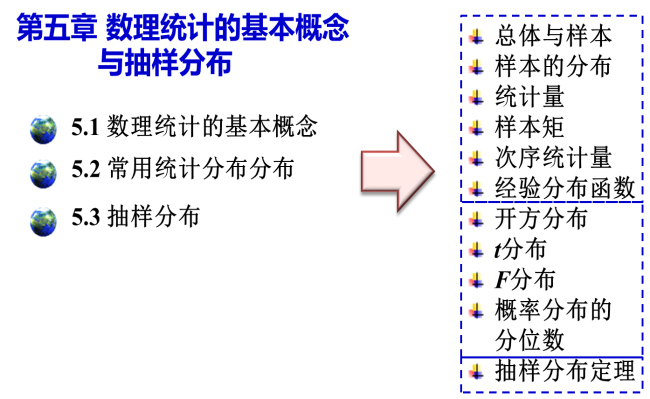 第五章 数理统计的基本概念
与抽样分布
5.1 数理统计的基本概念
5.2 常用统计分布分布
5.3 抽样分布
总体与样本
样本的分布
统计量
样本矩
次序统计量
经验分布函数
开方分布
t分布
F分布
概率分布的
分位数
抽样分布定理